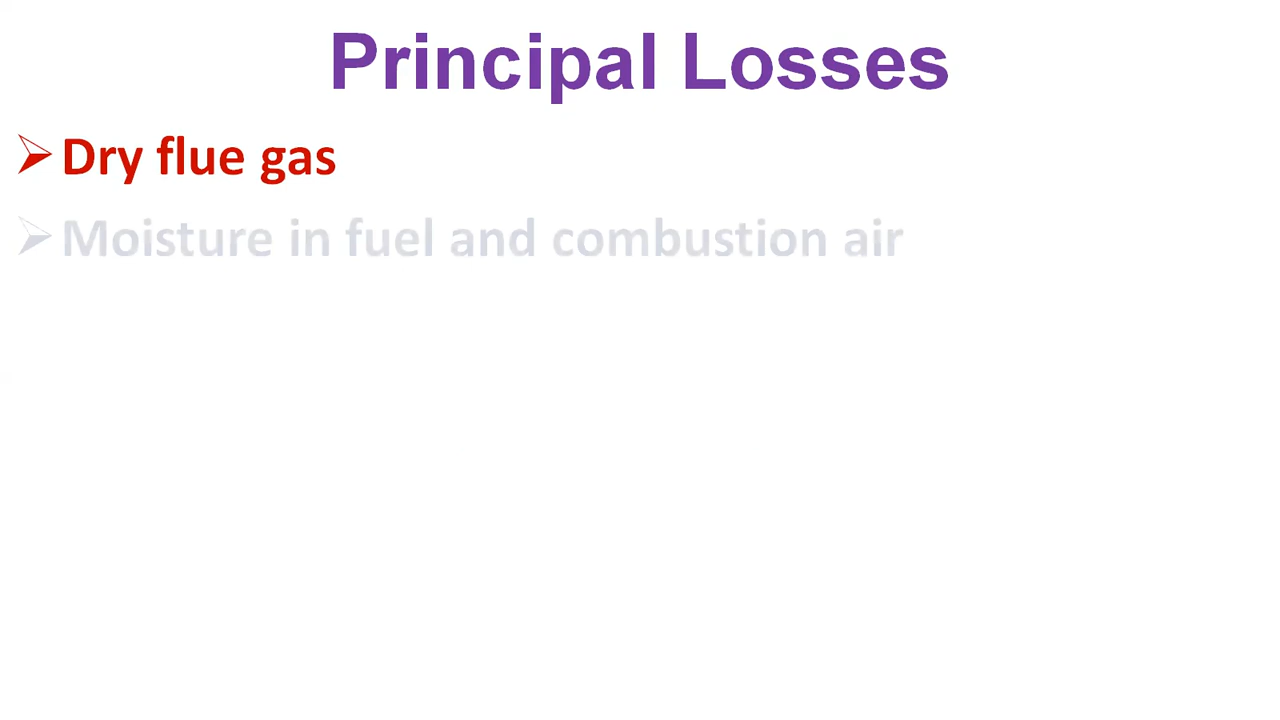 Principal Losses
➢Dry flue gas
➢Moisture in fuel and combustion air